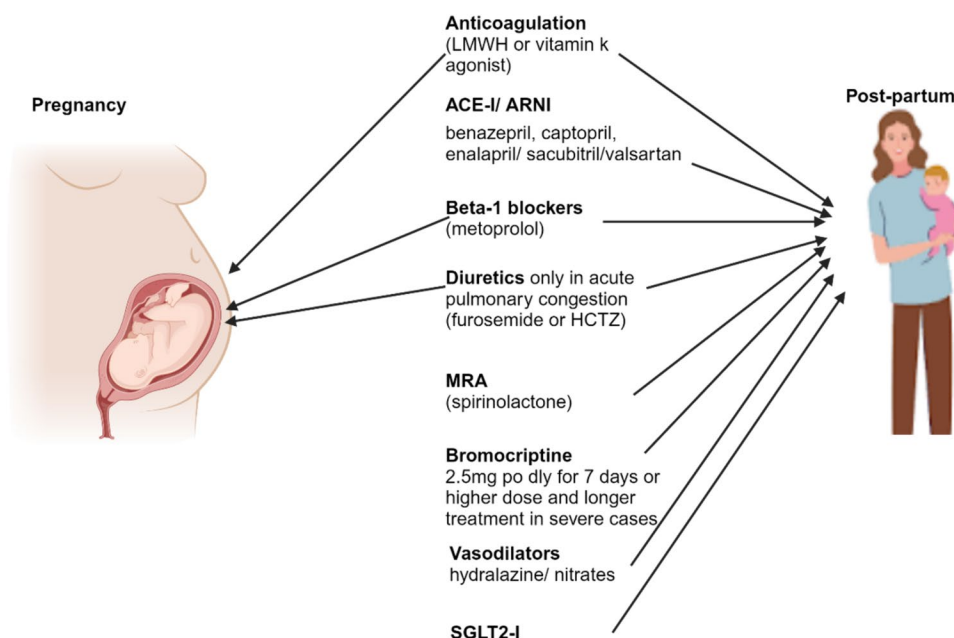 Anticoagulation
(LMWH or vitamin k
agonist)
Pregnancy
ACE-I/ ARNI
Post-partum
benazepril, captopril,
enalapril/ sacubitril/valsartan
Beta-1 blockers
(metoprolol)
Diuretics only in acute
pulmonary congestion
(furosemide or HCTZ)
MRA
(spirinolactone)
Bromocriptine
2.5mg po dly for 7 days or
higher dose and longer
treatment in severe cases
Vasodilators
hydralazine/ nitrates
SGLT2-I